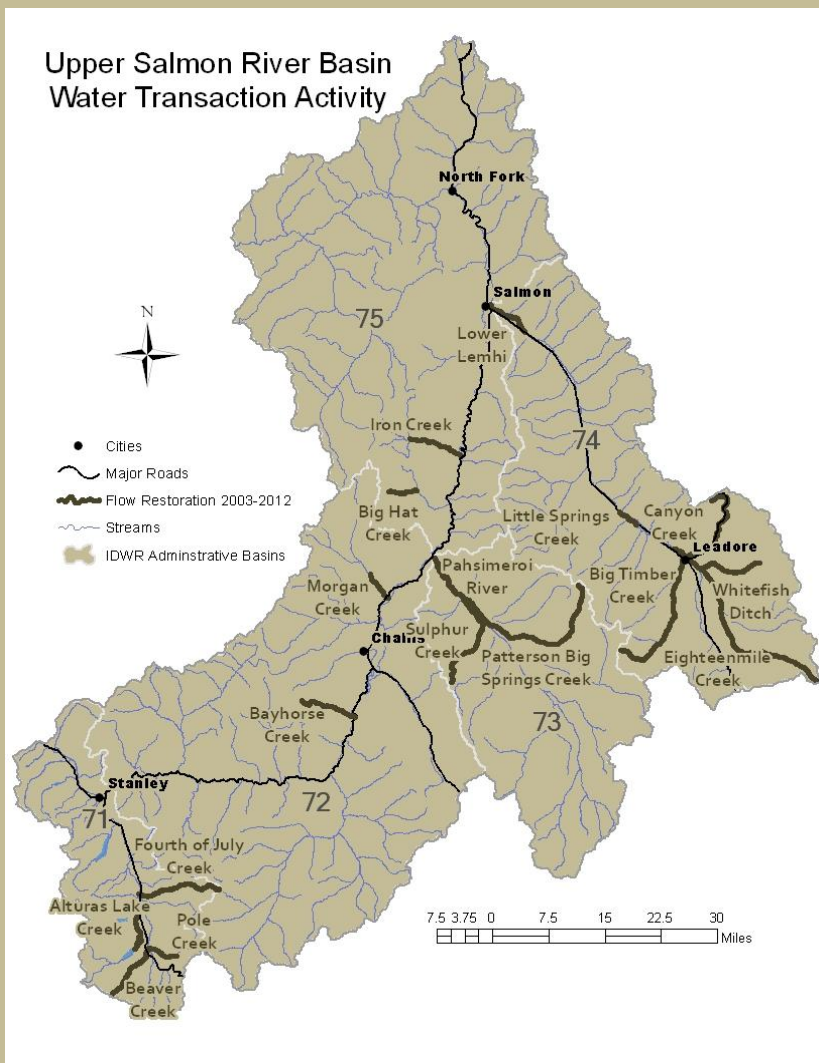 Upper Salmon River Basin
Water Transaction Activity
North Fork
N
Salmon
75
Lower
Lemhi
Cities
Major Roads
Flow Restoration 2003-2012
Streams
IDWR Adminstrative Basins
Iron Creek
74
Big Hat
Creek
Little Springs
Creek
Canyon
Creek
Leadore
Morgan
Creek
Pahsimeroi
River
Big Timber
Creek
Whitefish
Ditch
Challis
Sulphur
Creek
Patterson Big
Springs Creek
Eighteenmile
Creek
Bayhorse
Creek
73
Stanley
71
72
Fourth of July
Creek
Alturas Lake
Creek
Pole
Creek
Beaver
Creek
7.5 3.75 0 7.5 15 22.5 30
Miles